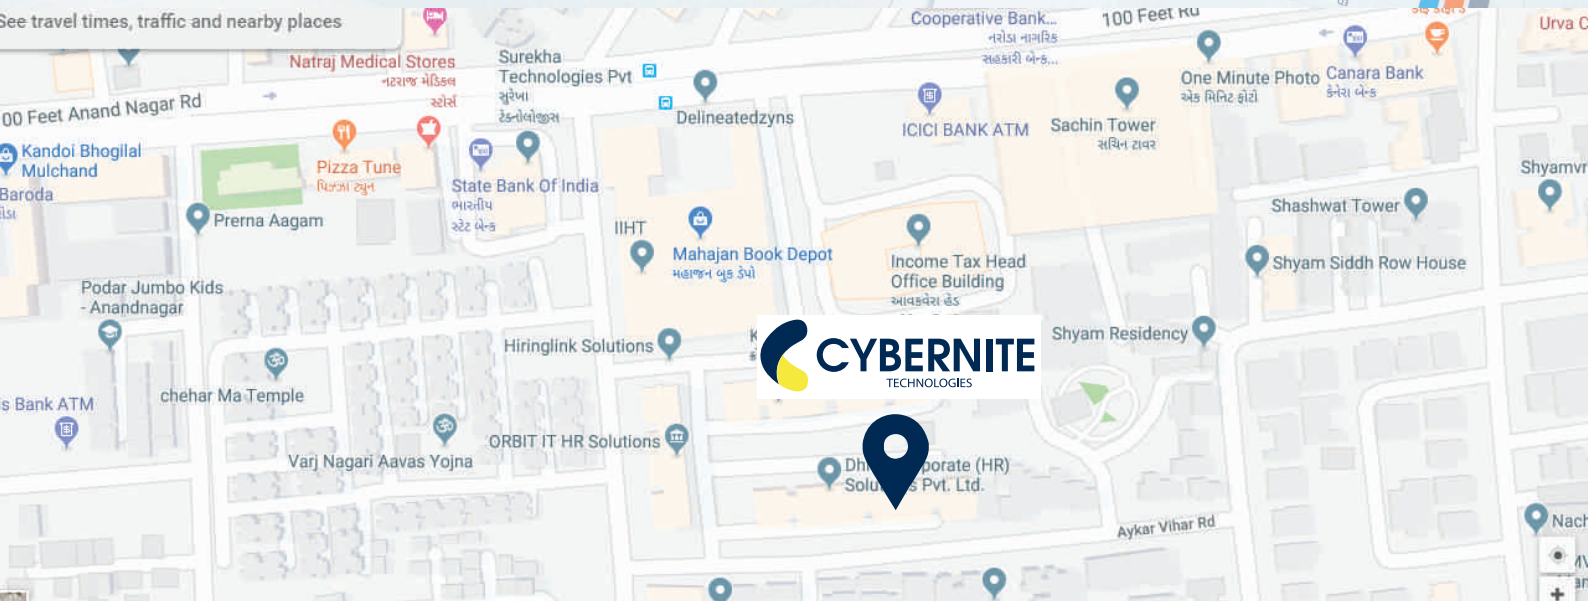 See travel times, traffic and nearby places
Cooperative Bank...
નરોડા નાગરિક
સહકારી બેન્ક...
100 Feet Rd
Urva C
Natraj Medical Stores
નટરાજ મેડિકલ
સ્ટોર્સ
Surekha
Technologies Pvt
સુરેખા
ટેક્નોલોજીસ
Delineatedzyns
ICICI BANK ATM
Sachin Tower
સચિન ટાવર
One Minute Photo
એક મિનિટ ફોટો
Canara Bank
કેનેરા બેન્ક
00 Feet Anand Nagar Rd
Kandoi Bhogilal
Mulchand
Baroda
Pizza Tune
પિઝ્ઝા ટ્યુન
State Bank Of India
ભારતીય
સ્ટેટ બેન્ક
Shyamvr
Prerna Aagam
IIHT
Mahajan Book Depot
મહાજન બુક ડેપો
Income Tax Head
Office Building
આવકવેરા હેડ
Shashwat Tower
Shyam Siddh Row House
Podar Jumbo Kids
- Anandnagar
Hiringlink Solutions
CYBERNITE
TECHNOLOGIES
Shyam Residency
chehar Ma Temple
s Bank ATM
Varj Nagari Aavas Yojna
ORBIT IT HR Solutions
Dh porate (HR)
Solu s Pvt. Ltd.
Aykar Vihar Rd
Nach